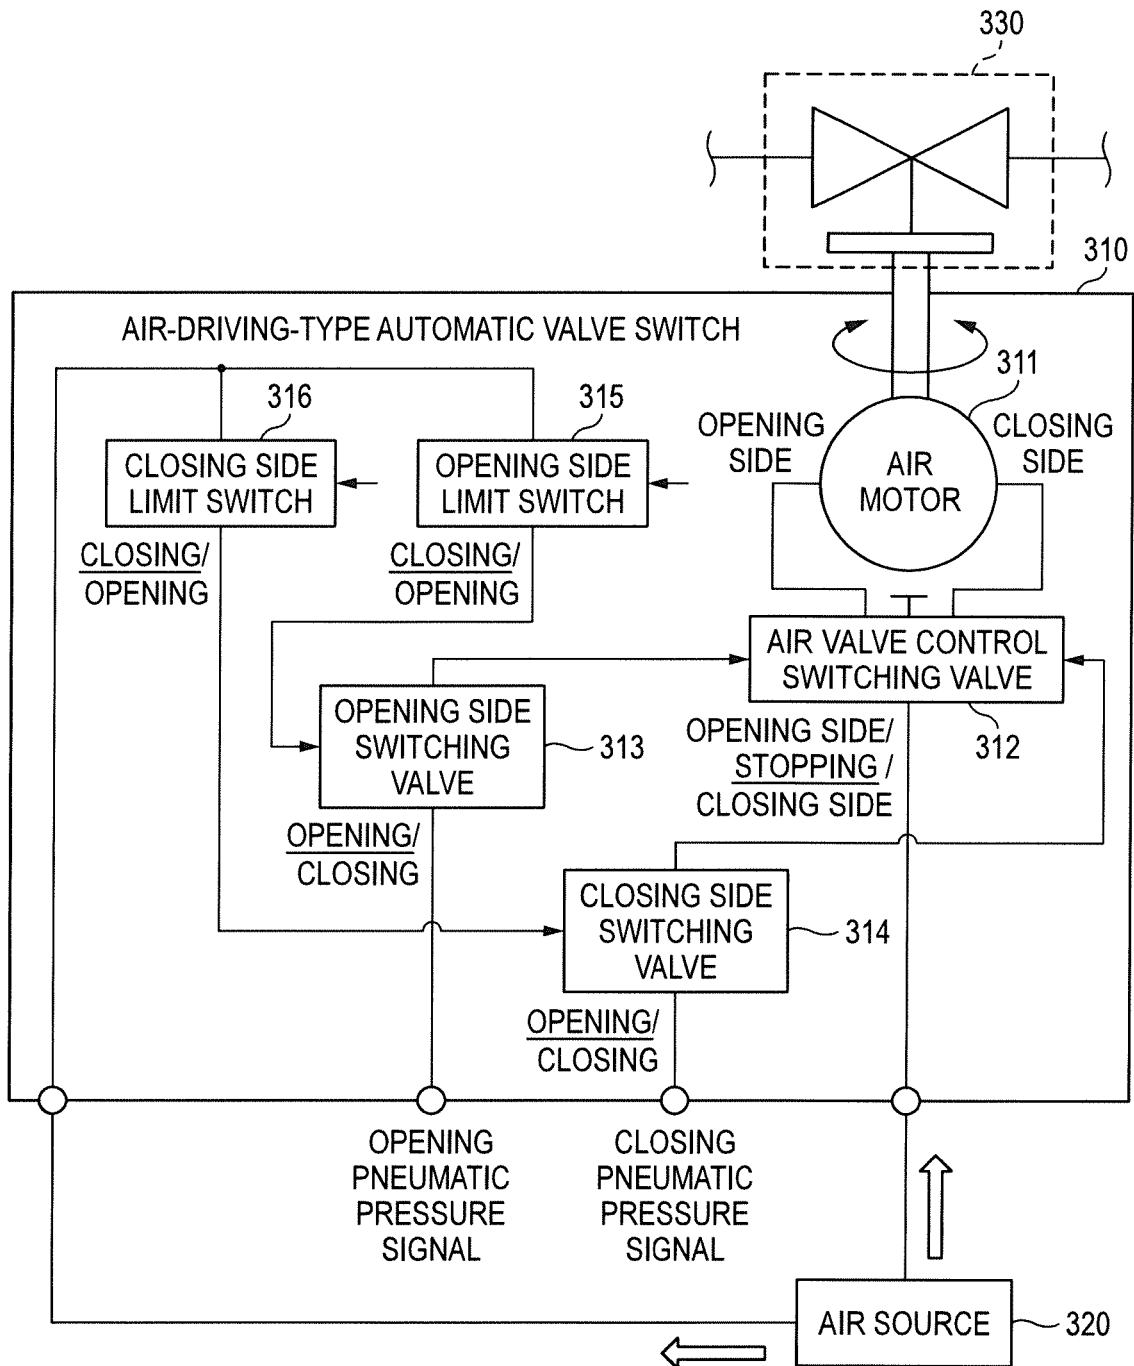 330
310
AIR-DRIVING-TYPE AUTOMATIC VALVE SWITCH
316
315
311
OPENING
SIDE
CLOSING
SIDE
AIR
MOTOR
CLOSING SIDE
LIMIT SWITCH
OPENING SIDE
LIMIT SWITCH
CLOSING/
OPENING
CLOSING/
OPENING
AIR VALVE CONTROL
SWITCHING VALVE
312
OPENING SIDE
SWITCHING
VALVE
313
OPENING SIDE/
STOPPING /
CLOSING SIDE
OPENING/
CLOSING
CLOSING SIDE
SWITCHING
VALVE
314
OPENING/
CLOSING
OPENING
PNEUMATIC
PRESSURE
SIGNAL
CLOSING
PNEUMATIC
PRESSURE
SIGNAL
AIR SOURCE
320